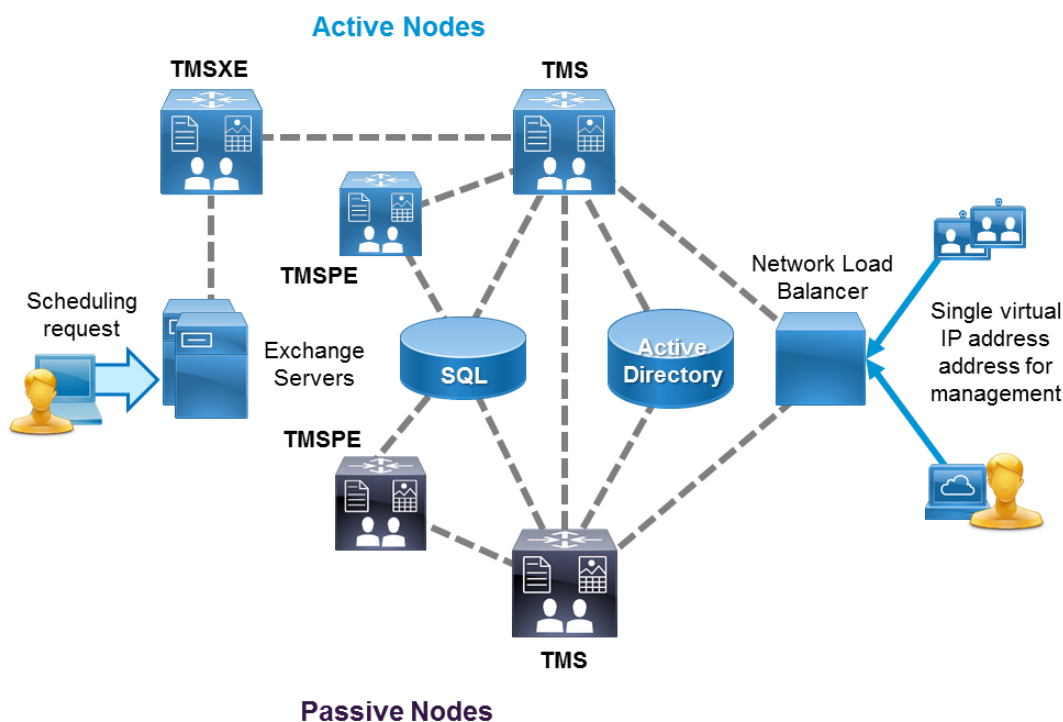 Active Nodes
TMSXE
TMS
TMSPE
Network Load
Balancer
Scheduling
request
Exchange
Servers
SQL
Active
Directory
Single virtual
IP address
address for
management
TMSPE
TMS
Passive Nodes